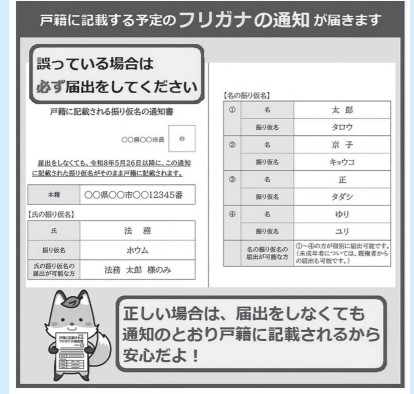 戸籍に記載する予定のフリガナの通知が届きます
誤っている場合は
必ず届出をしてください
戸籍に記載される振り仮名の通知書
〇〇県〇〇市長
届出をしなくても、令和8年5月26日以降に、この通知
に記載された振り仮名がそのまま戸籍に記載されます。
本籍 〇〇県〇〇市〇〇12345番
【氏の振り仮名】
氏 法 務
振り仮名 ホウム
氏の振り仮名の
届出が可能な方 法務 太郎 様のみ
【名の振り仮名】
① 名 太 郎
振り仮名 タロウ
② 名 京 子
振り仮名 キョウコ
③ 名 正
振り仮名 タダシ
④ 名 ゆり
振り仮名 ユリ
名の振り仮名の
届出が可能な方
①~④の方が個別に届出可能です。
(未成年者については、親権者から
の届出も可能です。)
正しい場合は、届出をしなくても
通知のとおり戸籍に記載されるから
安心だよ!